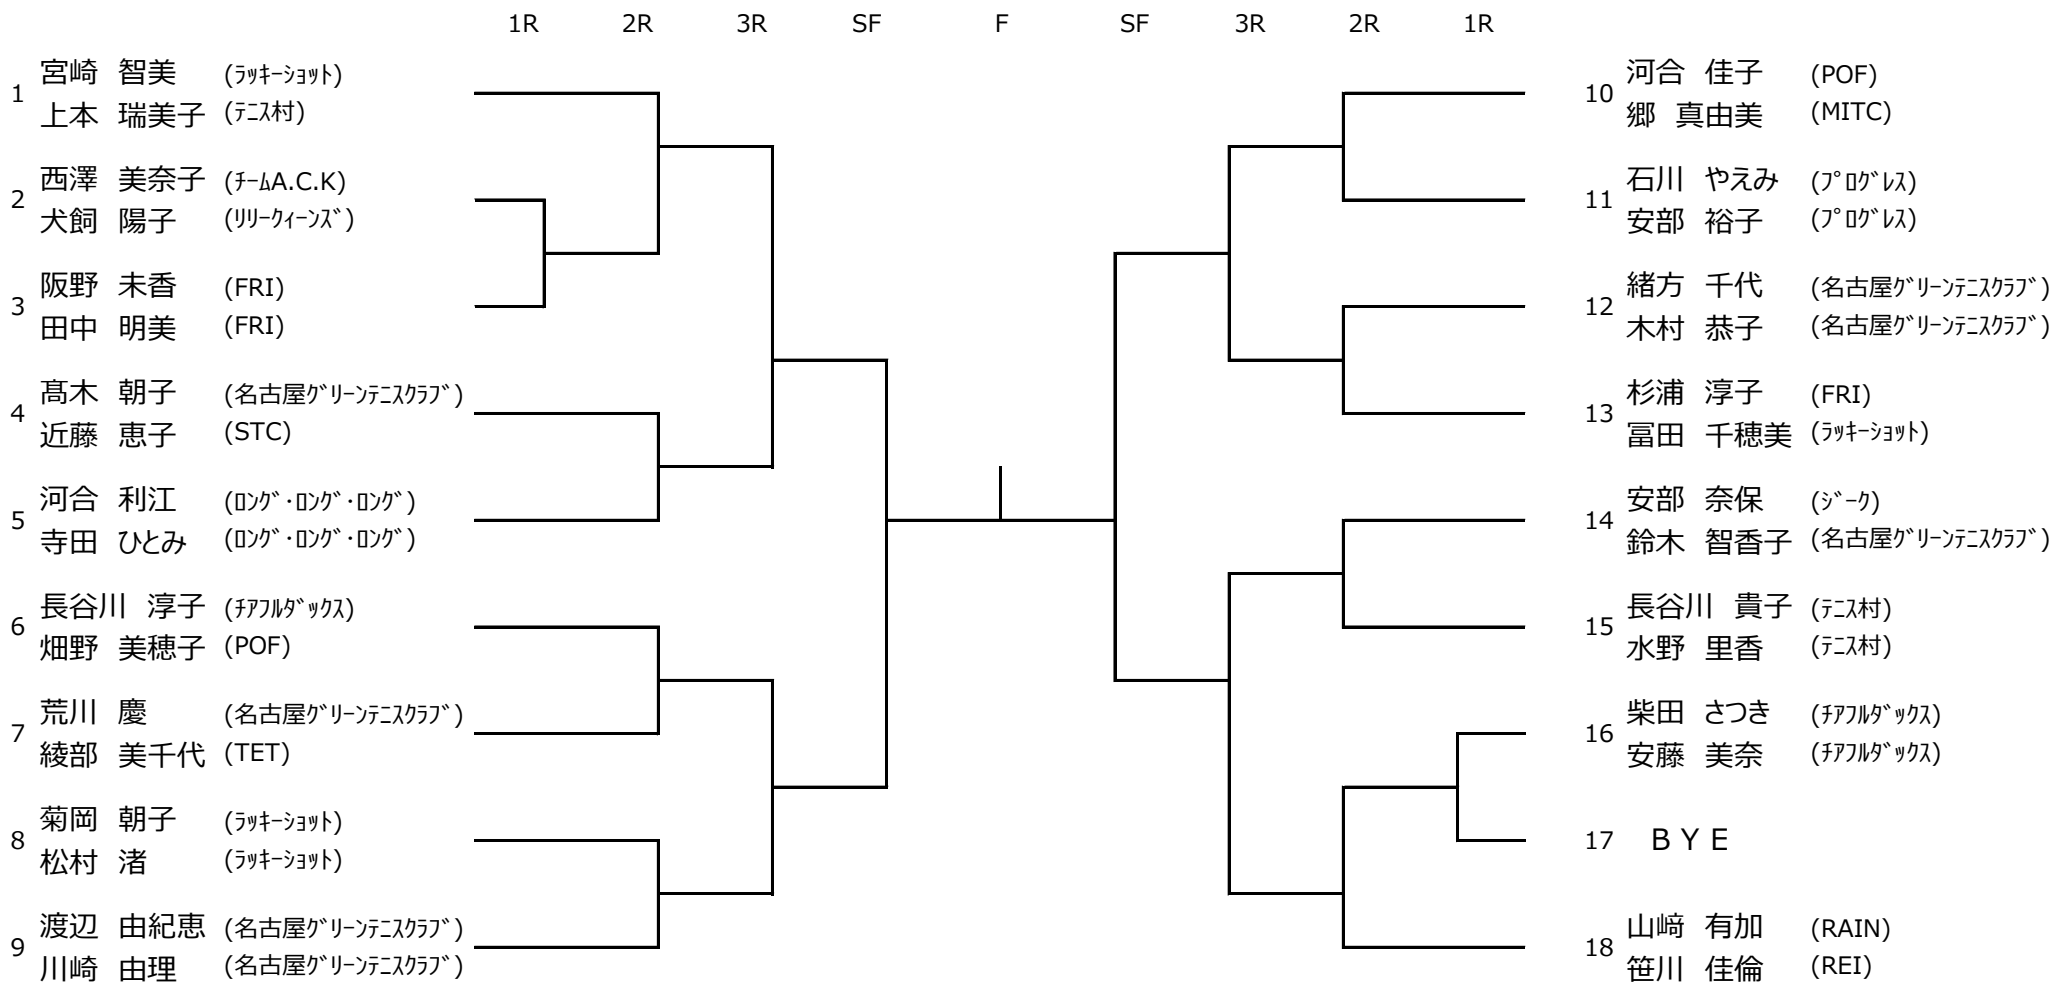 1R 2R 3R SF F SF 3R 2R 1R
1 宮崎 智美 (ﾗｯｷｰｼｮｯﾄ)
上本 瑞美子 (ﾃﾆｽ村)
2 西澤 美奈子 (ﾁｰﾑA.C.K)
犬飼 陽子 (ﾘﾘｰｸｨｰﾝｽﾞ)
3 阪野 未香 (FRI)
田中 明美 (FRI)
4 髙木 朝子 (名古屋ｸﾞﾘｰﾝﾃﾆｽｸﾗﾌﾞ)
近藤 恵子 (STC)
5 河合 利江 (ﾛﾝｸﾞ･ﾛﾝｸﾞ･ﾛﾝｸﾞ)
寺田 ひとみ (ﾛﾝｸﾞ･ﾛﾝｸﾞ･ﾛﾝｸﾞ)
6 長谷川 淳子 (ﾁｱﾌﾙﾀﾞｯｸｽ)
畑野 美穂子 (POF)
7 荒川 慶 (名古屋ｸﾞﾘｰﾝﾃﾆｽｸﾗﾌﾞ)
綾部 美千代 (TET)
8 菊岡 朝子 (ﾗｯｷｰｼｮｯﾄ)
松村 渚 (ﾗｯｷｰｼｮｯﾄ)
9 渡辺 由紀恵 (名古屋ｸﾞﾘｰﾝﾃﾆｽｸﾗﾌﾞ)
川崎 由理 (名古屋ｸﾞﾘｰﾝﾃﾆｽｸﾗﾌﾞ)
10 河合 佳子 (POF)
郷 真由美 (MITC)
11 石川 やえみ (ﾌﾟﾛｸﾞﾚｽ)
安部 裕子 (ﾌﾟﾛｸﾞﾚｽ)
12 緒方 千代 (名古屋ｸﾞﾘｰﾝﾃﾆｽｸﾗﾌﾞ)
木村 恭子 (名古屋ｸﾞﾘｰﾝﾃﾆｽｸﾗﾌﾞ)
13 杉浦 淳子 (FRI)
冨田 千穂美 (ﾗｯｷｰｼｮｯﾄ)
14 安部 奈保 (ｼﾞｰｸ)
鈴木 智香子 (名古屋ｸﾞﾘｰﾝﾃﾆｽｸﾗﾌﾞ)
15 長谷川 貴子 (ﾃﾆｽ村)
水野 里香 (ﾃﾆｽ村)
16 柴田 さつき (ﾁｱﾌﾙﾀﾞｯｸｽ)
安藤 美奈 (ﾁｱﾌﾙﾀﾞｯｸｽ)
17 ＢＹＥ
18 山﨑 有加 (RAIN)
笹川 佳倫 (REI)